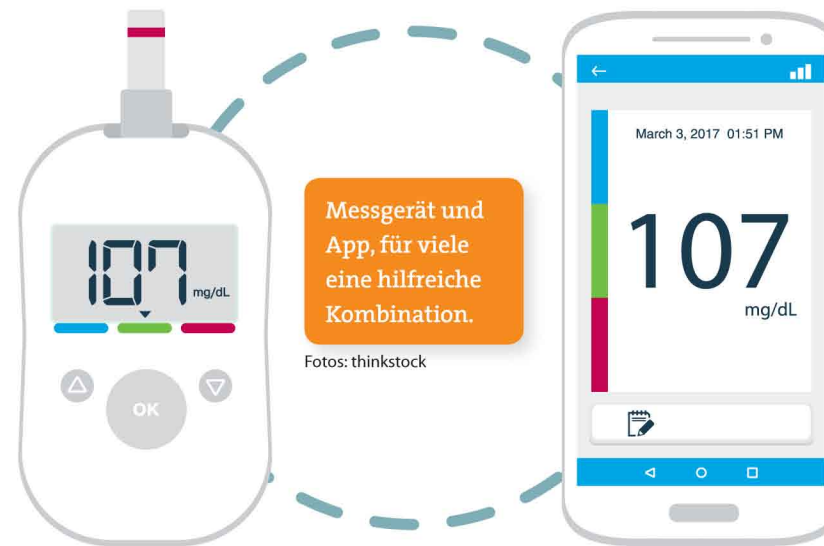 107
mg/dL
OK
Messgerät und
App, für viele
eine hilfreiche
Kombination.
Fotos: thinkstock
March 3, 2017 01:51 PM
107
mg/dL